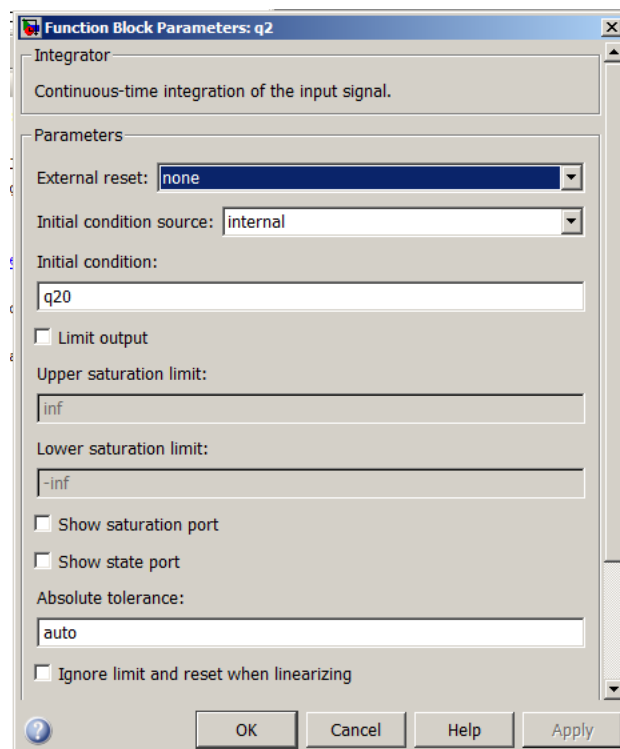 Function Block Parameters: q2
Integrator
Continuous-time integration of the input signal.
Parameters
External reset: none
Initial condition source: internal
Initial condition:
q20
Limit output
Upper saturation limit:
inf
Lower saturation limit:
-inf
Show saturation port
Show state port
Absolute tolerance:
auto
Ignore limit and reset when linearizing
OK Cancel Help Apply